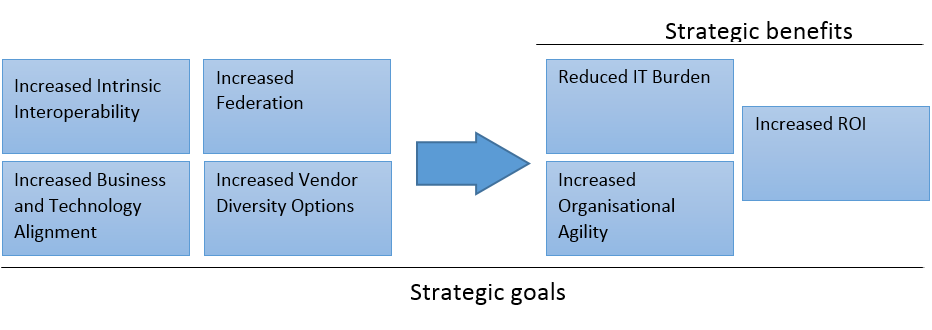 Strategic benefits
Increased Intrinsic
Interoperability
Increased
Federation
Reduced IT Burden
Increased ROI
Increased Business
and Technology
Alignment
Increased Vendor
Diversity Options
Increased
Organisational
Agility
Strategic goals